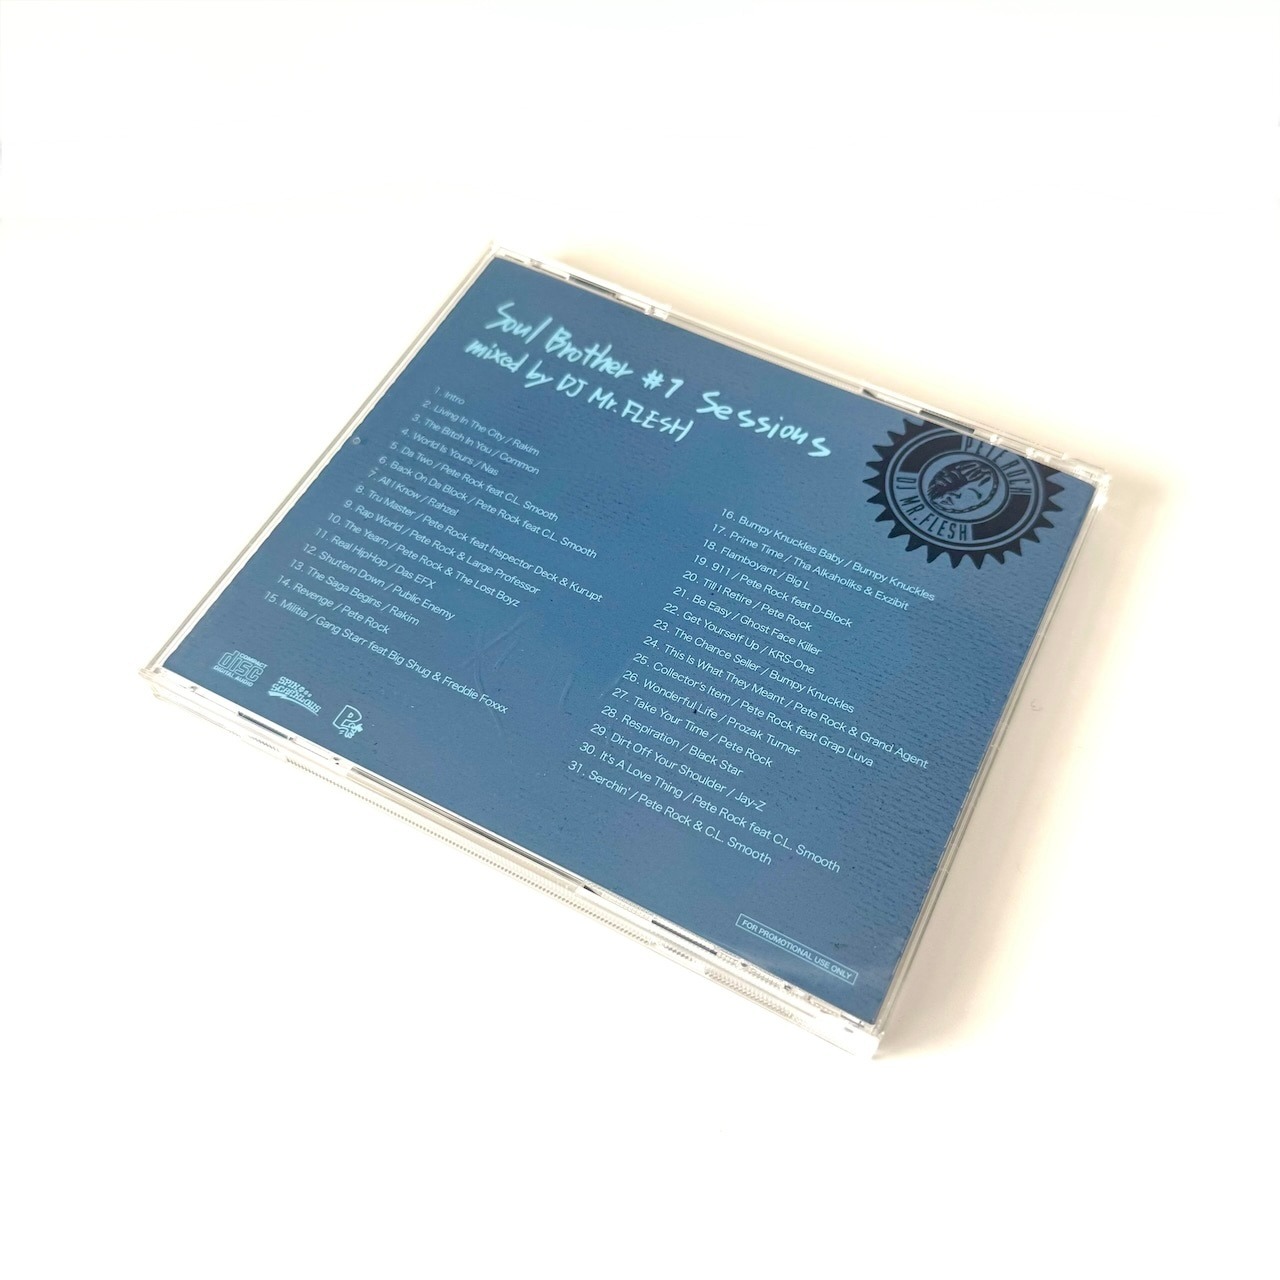 Soul Brother #1 Sessions
mixed by DJ Mr. FLESH
1. Intro
2. Living In The City / Rakim
3. The Bitch In You / Common
4. World Is Yours / Nas
5. Da Two / Pete Rock feat C.L. Smooth
6. Back On Da Block / Pete Rock feat C.L. Smooth
7. All I Know / Rahzel
8. Tru Master / Pete Rock feat Inspector Deck & Kurupt
9. Rap World / Pete Rock & Large Professor
10. The Yearn / Pete Rock & The Lost Boyz
11. Real HipHop / Das EFX
12. Shut'em Down / Public Enemy
13. The Saga Begins / Rakim
14. Revenge / Pete Rock
15. Militia / Gang Starr feat Big Shug & Freddie Foxxx
16. Bumpy Knuckles Baby / Bumpy Knuckles
17. Prime Time / Tha Alkaholiks & Exzibit
18. Flamboyant / Big L
19. 911 / Pete Rock feat D-Block
20. Till I Retire / Pete Rock
21. Be Easy / Ghost Face Killer
22. Get Yourself Up / KRS-One
23. The Chance Seller / Bumpy Knuckles
24. This Is What They Meant / Pete Rock & Grand Agent
25. Collector's Item / Pete Rock feat Grap Luva
26. Wonderful Life / Prozak Turner
27. Take Your Time / Pete Rock
28. Respiration / Black Star
29. Dirt Off Your Shoulder / Jay-Z
30. It's A Love Thing / Pete Rock feat C.L. Smooth
31. Serchin' / Pete Rock & C.L. Smooth
PETE ROCK
MR. FLESH
COMPACT
disc
DIGITAL AUDIO
FOR PROMOTIONAL USE ONLY